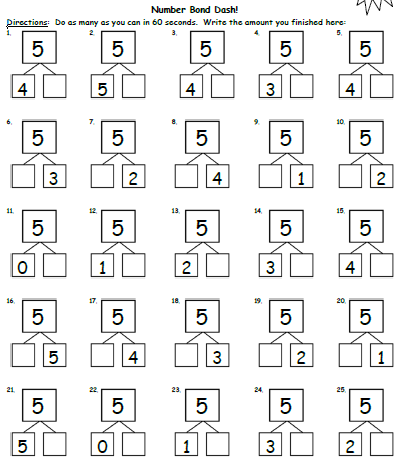 Number Bond Dash!
Directions: Do as many as you can in 60 seconds. Write the amount you finished here:
1. 2. 3. 4. 5.
5 5 5 5 5
4 5 4 3 4
6. 7. 8. 9. 10.
5 5 5 5 5
3 2 4 1 2
11. 12. 13. 14. 15.
5 5 5 5 5
0 1 2 3 4
16. 17. 18. 19. 20.
5 5 5 5 5
5 4 3 2 1
21. 22. 23. 24. 25.
5 5 5 5 5
5 0 1 3 2